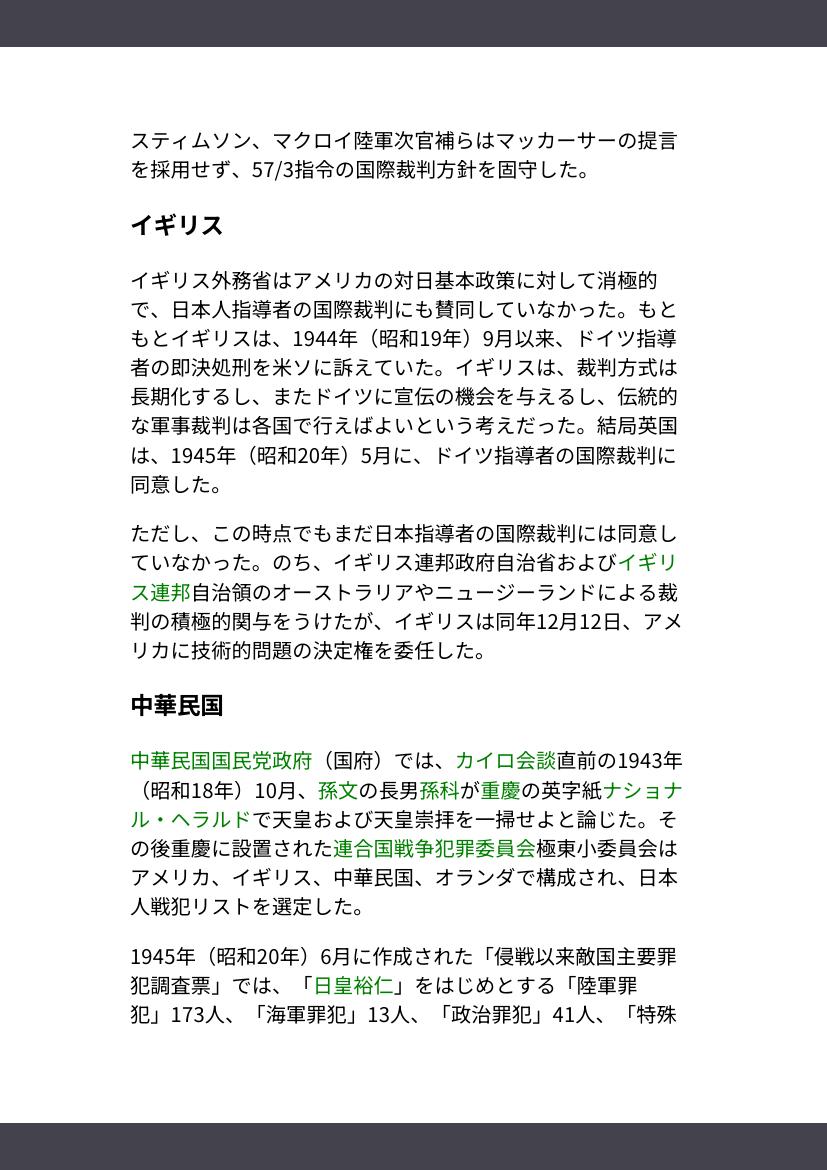 スティムソン、マクロイ陸軍次官補らはマッカーサーの提言
を採用せず、57/3指令の国際裁判方針を固守した。
イギリス
イギリス外務省はアメリカの対日基本政策に対して消極的
で、日本人指導者の国際裁判にも賛同していなかった。もと
もとイギリスは、1944年（昭和19年）9月以来、ドイツ指導
者の即決処刑を米ソに訴えていた。イギリスは、裁判方式は
長期化するし、またドイツに宣伝の機会を与えるし、伝統的
な軍事裁判は各国で行えばよいという考えだった。結局英国
は、1945年（昭和20年）5月に、ドイツ指導者の国際裁判に
同意した。
ただし、この時点でもまだ日本指導者の国際裁判には同意し
ていなかった。のち、イギリス連邦政府自治省およびイギリ
ス連邦自治領のオーストラリアやニュージーランドによる裁
判の積極的関与をうけたが、イギリスは同年12月12日、アメ
リカに技術的問題の決定権を委任した。
中華民国
中華民国国民党政府（国府）では、カイロ会談直前の1943年
（昭和18年）10月、孫文の長男孫科が重慶の英字紙ナショナ
ル・ヘラルドで天皇および天皇崇拝を一掃せよと論じた。そ
の後重慶に設置された連合国戦争犯罪委員会極東小委員会は
アメリカ、イギリス、中華民国、オランダで構成され、日本
人戦犯リストを選定した。
1945年（昭和20年）6月に作成された「侵戦以来敵国主要罪
犯調査票」では、「日皇裕仁」をはじめとする「陸軍罪
犯」173人、「海軍罪犯」13人、「政治罪犯」41人、「特殊